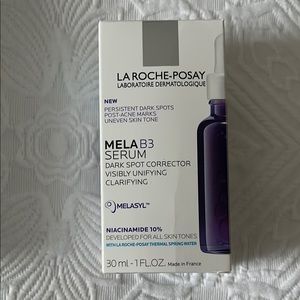 LA ROCHE-POSAY
LABORATOIRE DERMATOLOGIQUE
NEW
PERSISTENT DARK SPOTS
POST-ACNE MARKS
UNEVEN SKIN TONE
MELA B3
SERUM
DARK SPOT CORRECTOR
VISIBLY UNIFYING
CLARIFYING
MELASYL™
NIACINAMIDE 10%
DEVELOPED FOR ALL SKIN TONES
WITH LA ROCHE-POSAY THERMAL SPRING WATER
30 ml - 1 FL.OZ. Made in France